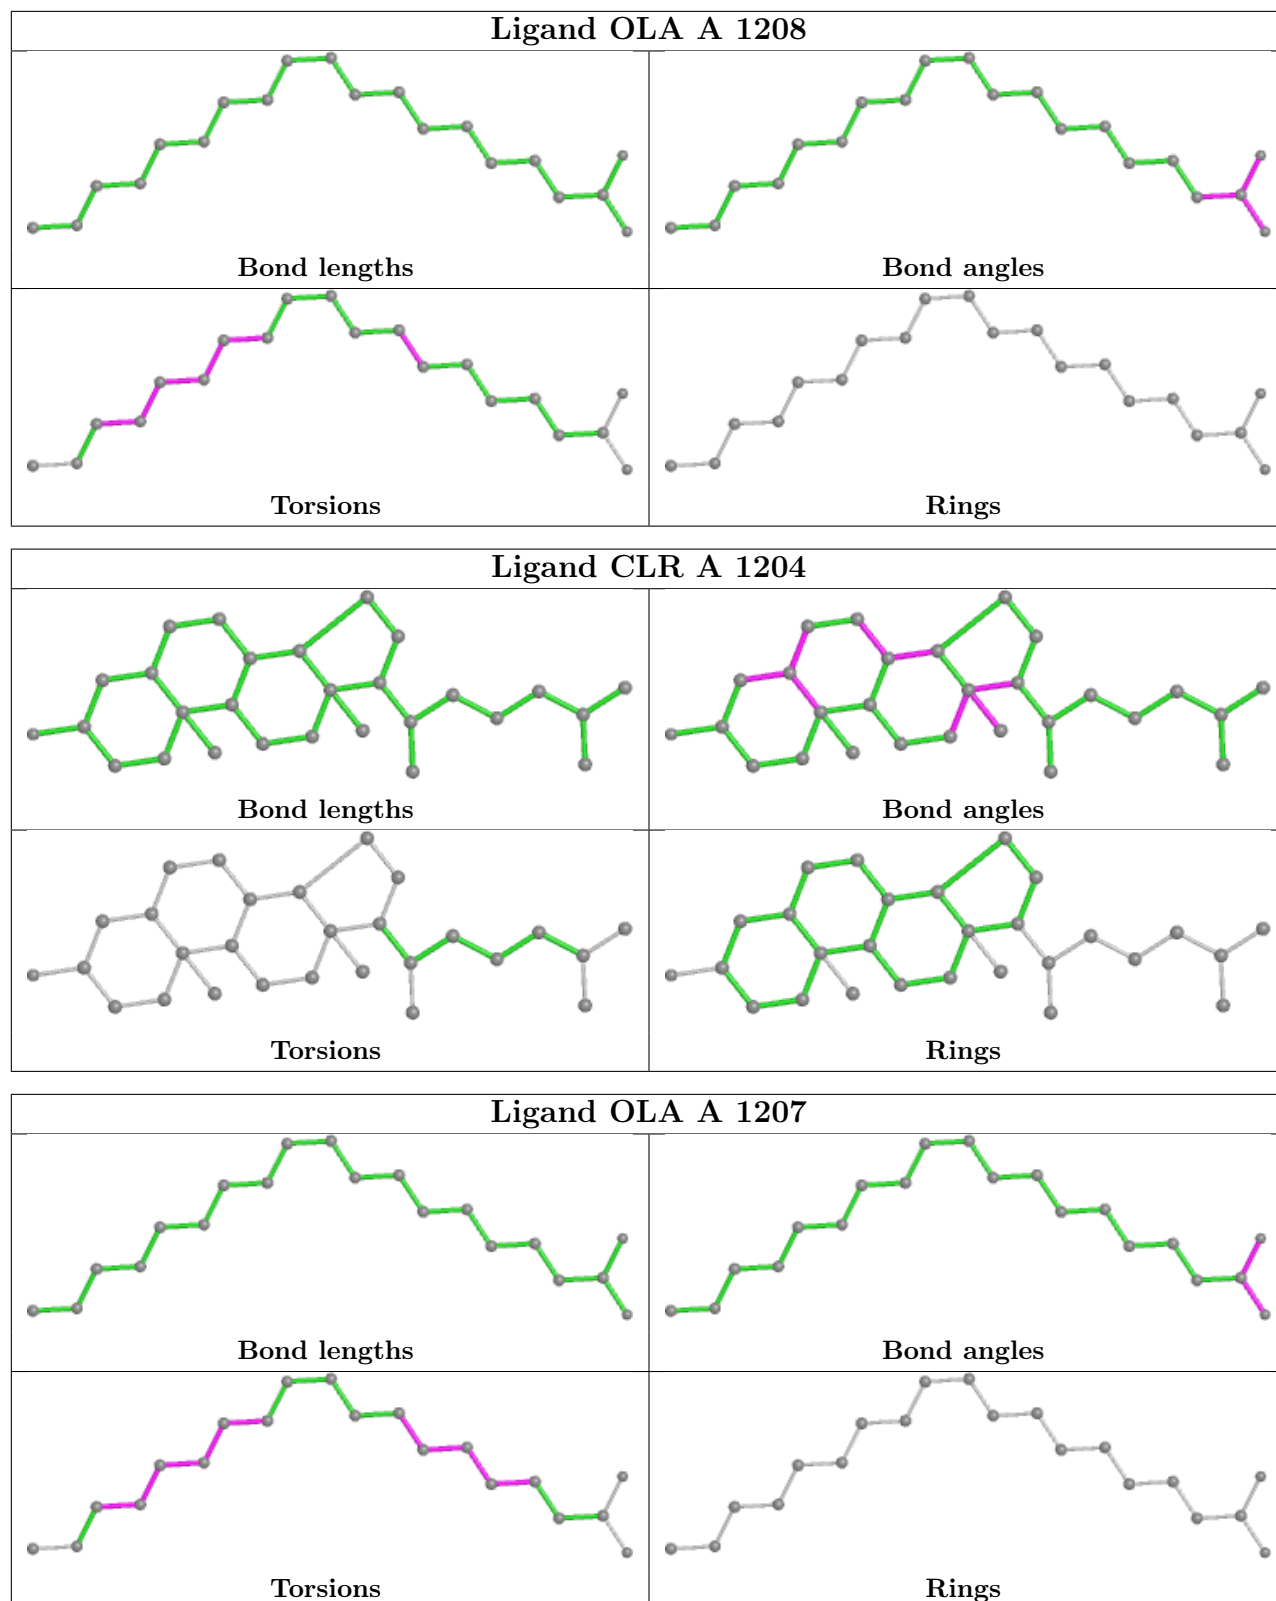 Ligand OLA A 1208
Bond lengths
Bond angles
Torsions
Rings
Ligand CLR A 1204
Bond lengths
Bond angles
Torsions
Rings
Ligand OLA A 1207
Bond lengths
Bond angles
Torsions
Rings